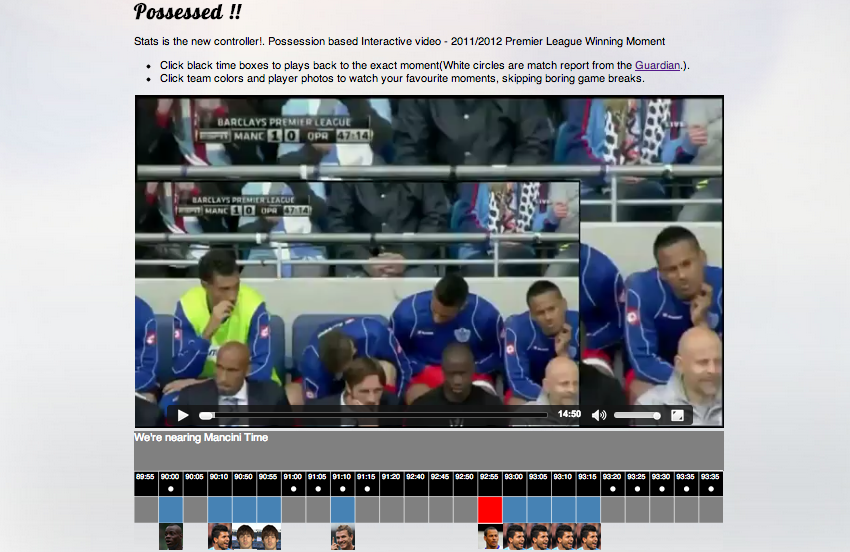 Possessed !!
Stats is the new controller!. Possession based Interactive video - 2011/2012 Premier League Winning Moment
• Click black time boxes to plays back to the exact moment(White circles are match report from the Guardian.).
• Click team colors and player photos to watch your favourite moments, skipping boring game breaks.
BARCLAYS PREMIER LEAGUE
ESPN MANC 1 0 QPR 47:14
LIVE
BARCLAYS PREMIER LEAGUE
ESPN MANC 1 0 QPR 47:14
14:50
We're nearing Mancini Time
89:55 90:00 90:05 90:10 90:50 90:55 91:00 91:05 91:10 91:15 91:20 92:40 92:45 92:50 92:55 93:00 93:05 93:10 93:15 93:20 93:25 93:30 93:35 93:35